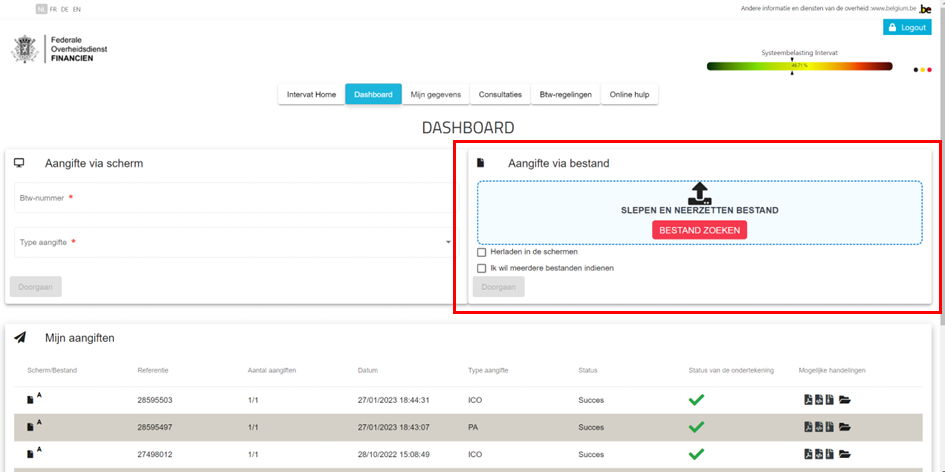 NL FR DE EN
Andere informatie en diensten van de overheid :www.belgium.be
.be
Logout
Federale
Overheidsdienst
FINANCIEN
Systeembelasting Intervat
46.71 %
Intervat Home Dashboard Mijn gegevens Consultaties Btw-regelingen Online hulp
DASHBOARD
Aangifte via scherm
Btw-nummer *
Type aangifte *
Doorgaan
Aangifte via bestand
SLEPEN EN NEERZETTEN BESTAND
BESTAND ZOEKEN
Herladen in de schermen
Ik wil meerdere bestanden indienen
Doorgaan
Mijn aangiften
Scherm/Bestand Referentie Aantal aangiften Datum Type aangifte Status Status van de ondertekening Mogelijke handelingen
A 28595503 1/1 27/01/2023 18:44:31 ICO Succes
A 28595497 1/1 27/01/2023 18:43:07 PA Succes
A 27498012 1/1 28/10/2022 15:08:49 ICO Succes